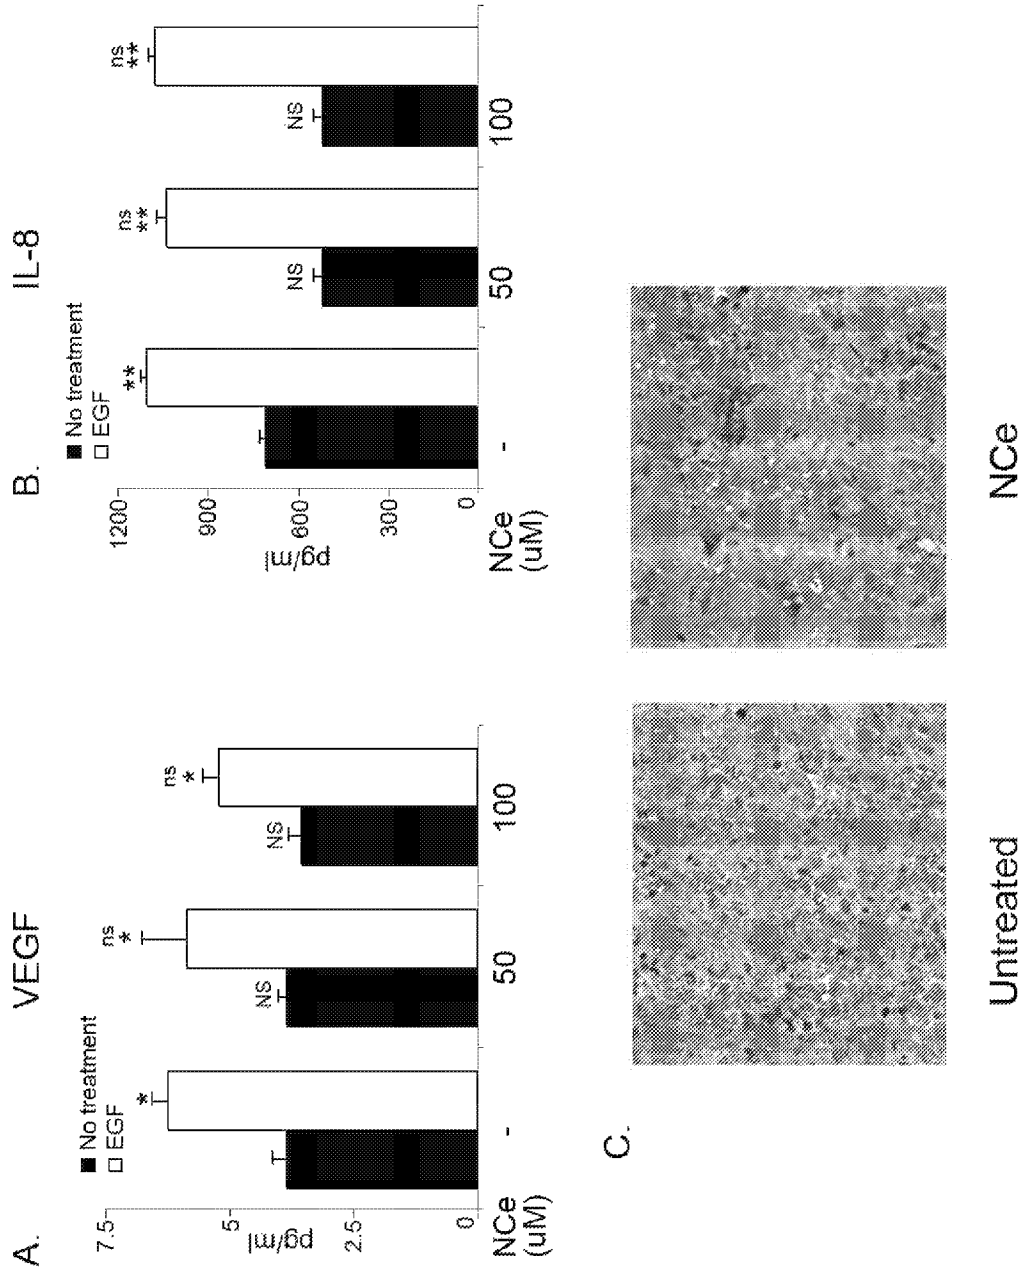 A.
VEGF
No treatment
EGF
pg/ml
7.5
5
2.5
0
*
NS
ns
*
NS
ns
*
NCe
(uM)
-
50
100
B.
IL-8
No treatment
EGF
pg/ml
1200
900
600
300
0
**
NS
ns
**
NS
ns
**
NCe
(uM)
-
50
100
C.
Untreated
NCe